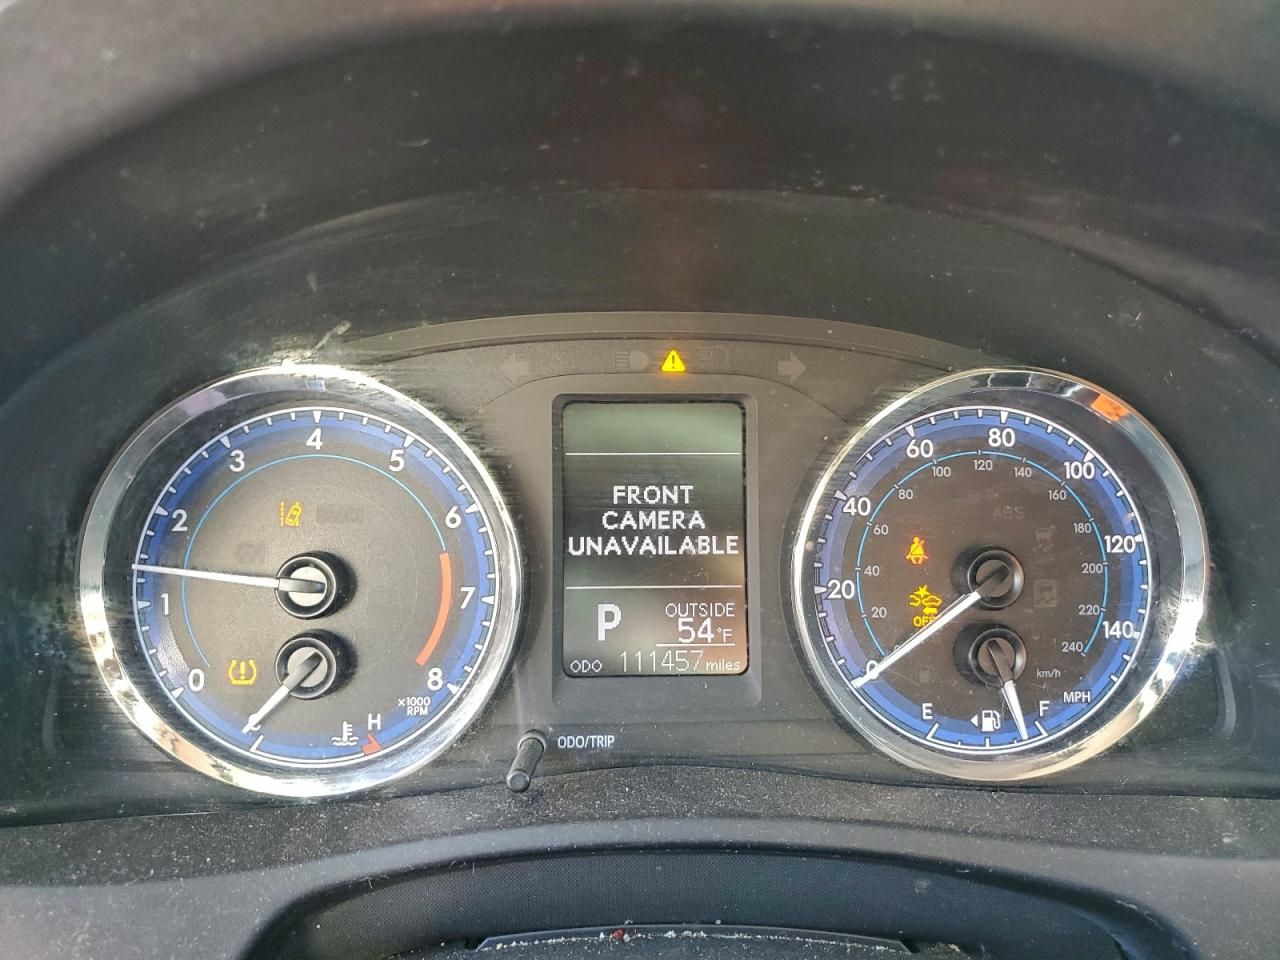 0
1
2
3
4
5
6
7
8
x1000
RPM
H
FRONT
CAMERA
UNAVAILABLE
P
OUTSIDE
54°F
ODO 111457 miles
ODO/TRIP
0
20
40
60
80
100
120
140
MPH
20
40
60
80
100
120
140
160
180
200
220
240
km/h
ABS
OFF
E
F